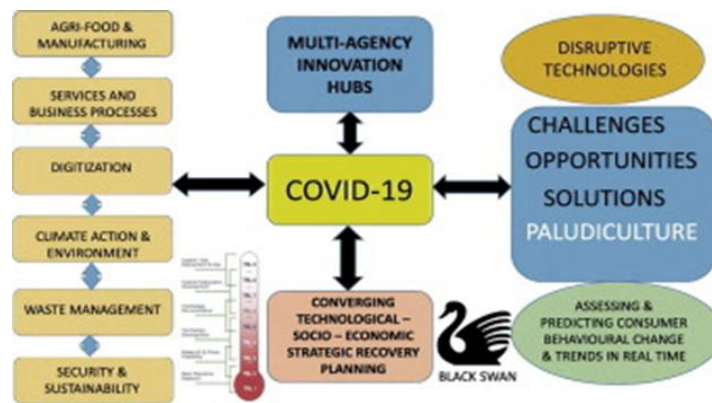 AGRI-FOOD &
MANUFACTURING
SERVICES AND
BUSINESS PROCESSES
DIGITIZATION
CLIMATE ACTION &
ENVIRONMENT
WASTE MANAGEMENT
SECURITY &
SUSTAINABILITY
MULTI-AGENCY
INNOVATION
HUBS
COVID-19
CONVERGING
TECHNOLOGICAL –
SOCIO – ECONOMIC
STRATEGIC RECOVERY
PLANNING
BLACK SWAN
DISRUPTIVE
TECHNOLOGIES
CHALLENGES
OPPORTUNITIES
SOLUTIONS
PALUDICULTURE
ASSESSING &
PREDICTING CONSUMER
BEHAVIOURAL CHANGE
& TRENDS IN REAL TIME